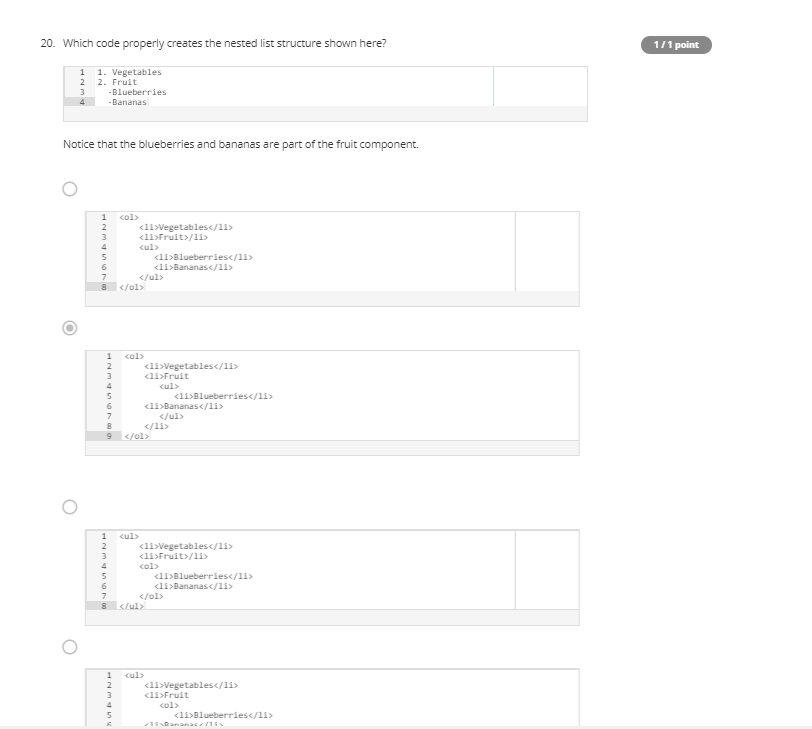 20. Which code properly creates the nested list structure shown here?
1 / 1 point
1 1. Vegetables
2 2. Fruit
3 -Blueberries
4 -Bananas
Notice that the blueberries and bananas are part of the fruit component.
1 <ol>
2 <li>Vegetables</li>
3 <li>Fruit>/li>
4 <ul>
5 <li>Blueberries</li>
6 <li>Bananas</li>
7 </ul>
8 </ol>
1 <ol>
2 <li>Vegetables</li>
3 <li>Fruit
4 <ul>
5 <li>Blueberries</li>
6 <li>Bananas</li>
7 </ul>
8 </li>
9 </ol>
1 <ul>
2 <li>Vegetables</li>
3 <li>Fruit>/li>
4 <ol>
5 <li>Blueberries</li>
6 <li>Bananas</li>
7 </ol>
8 </ul>
1 <ul>
2 <li>Vegetables</li>
3 <li>Fruit
4 <ol>
5 <li>Blueberries</li>
6 <li>Bananas</li>